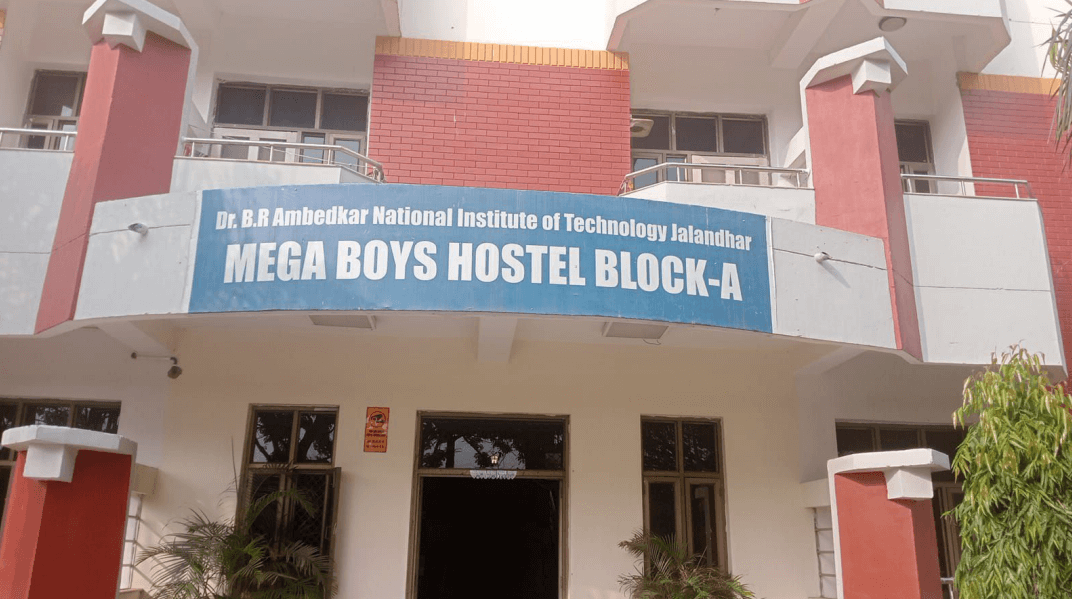 Dr. B.R Ambedkar National Institute of Technology Jalandhar
MEGA BOYS HOSTEL BLOCK-A